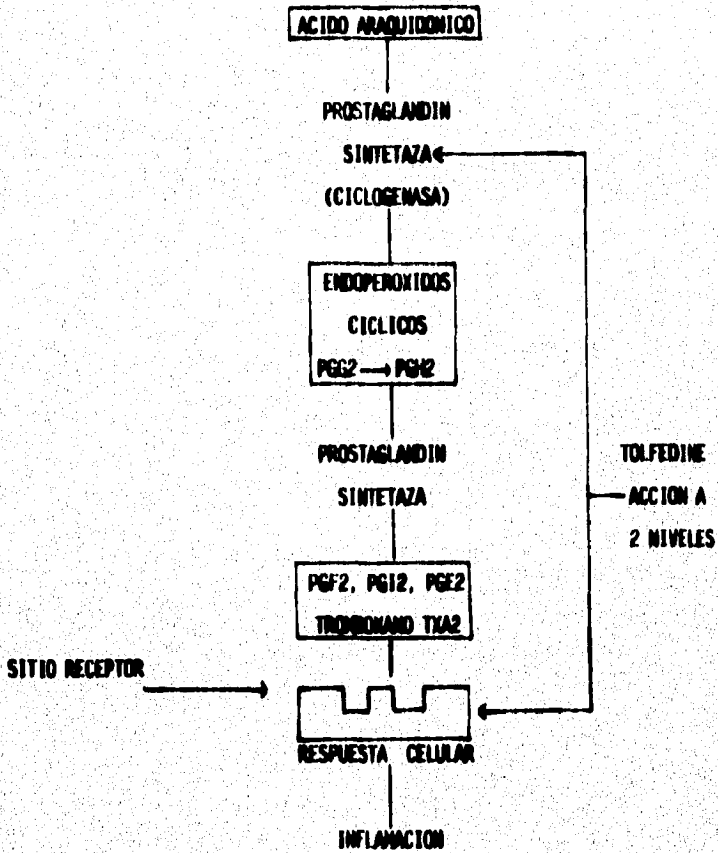 ACIDO ARAQUIDONICO
PROSTAGLANDIN
SINTETAZA
(CICLOGENASA)
ENDOPEROXIDOS
CICLICOS
PGG2 → PGH2
PROSTAGLANDIN
SINTETAZA
TOLFEDINE
ACCION A
2 NIVELES
PGF2, PGI2, PGE2
TROMBOXANO TXA2
SITIO RECEPTOR
RESPUESTA CELULAR
INFLAMACION